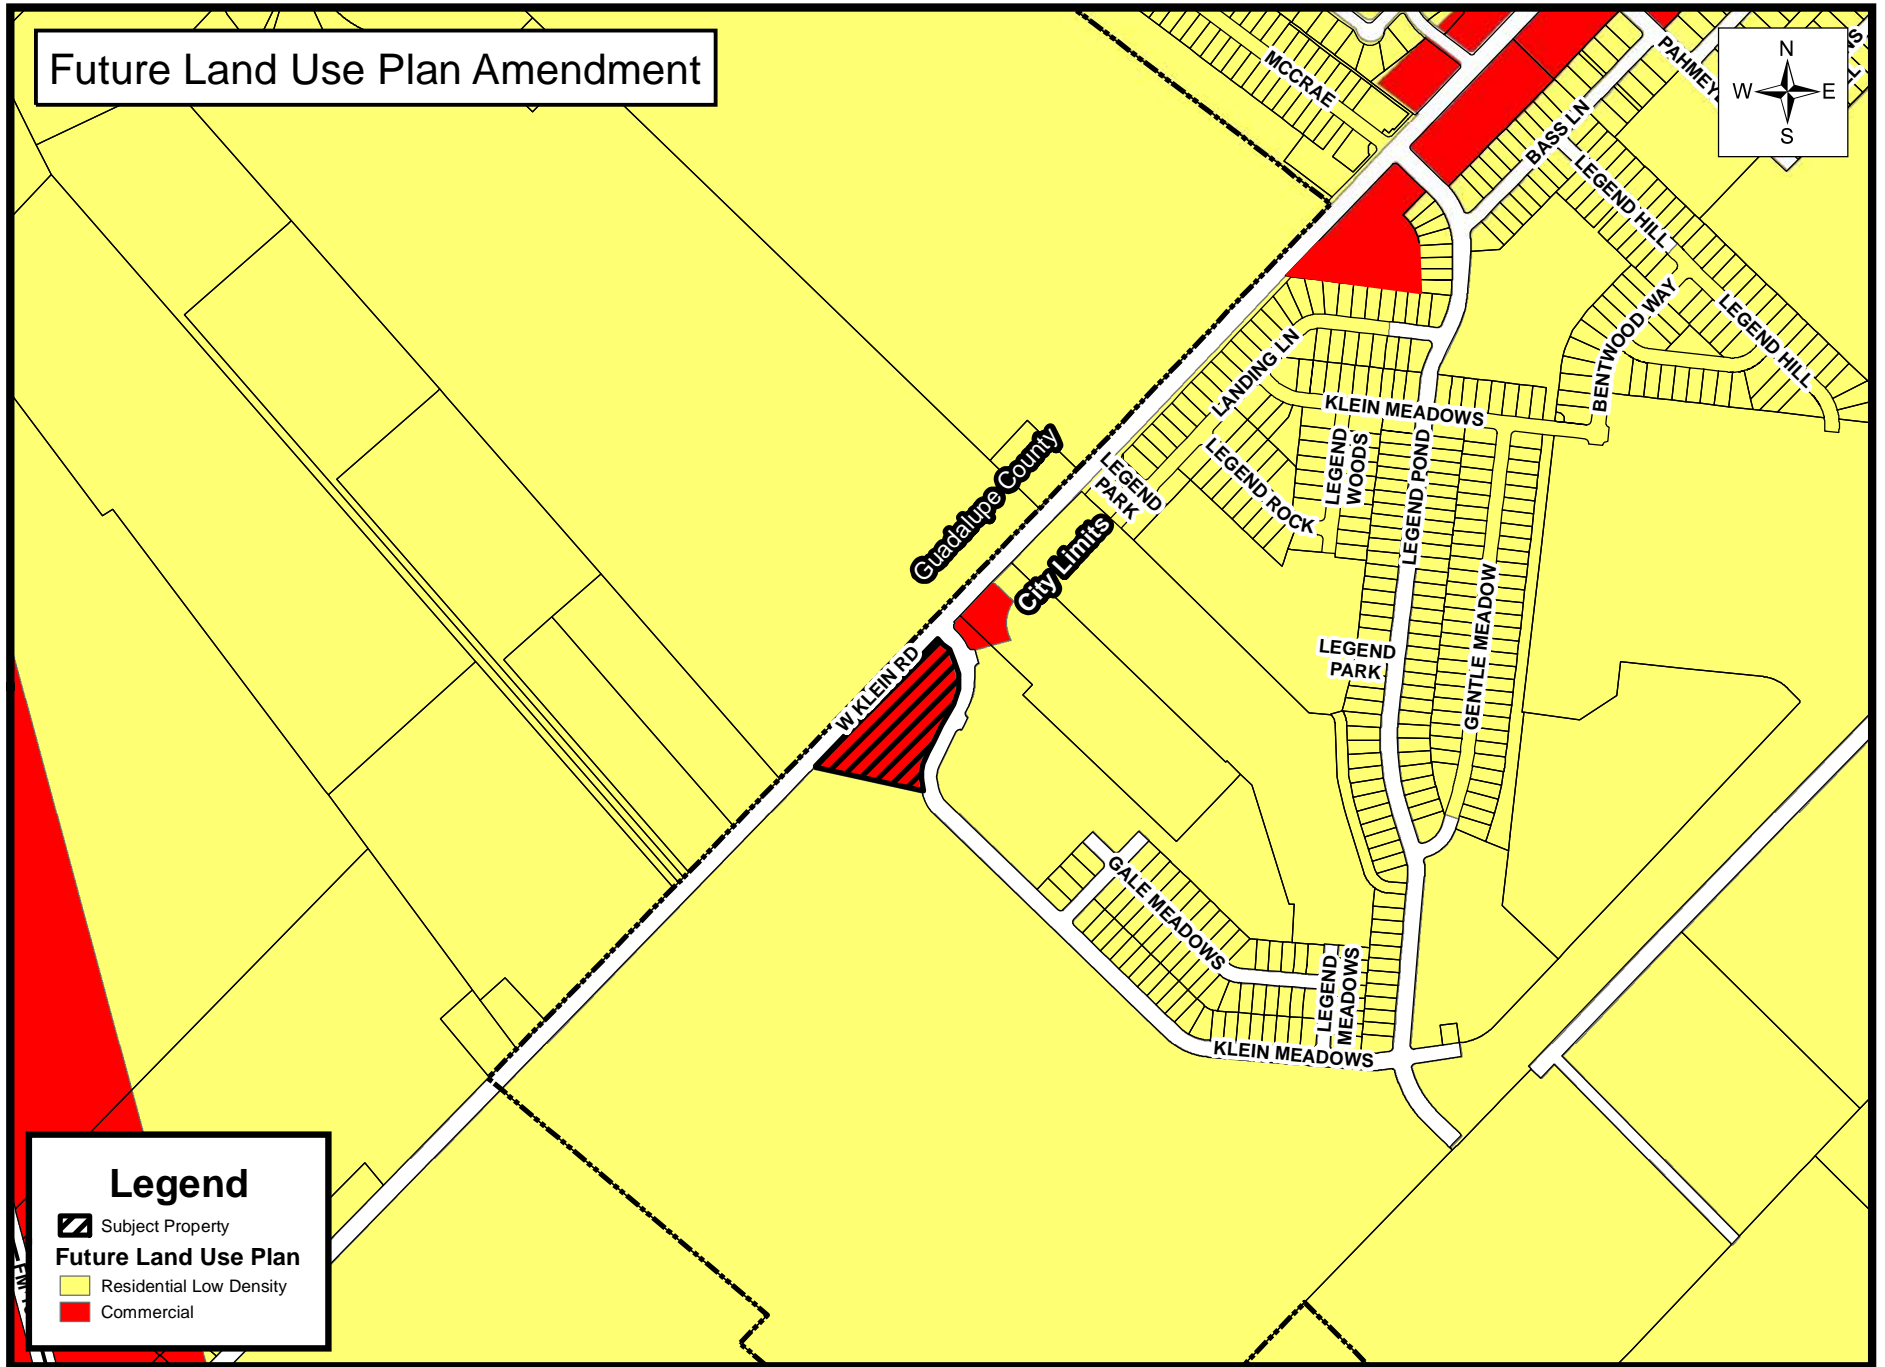 Future Land Use Plan Amendment
N
W E
S
MCCRAE
BASS LN
LEGEND HILL
BENTWOOD WAY
LEGEND HILL
LANDING LN
KLEIN MEADOWS
LEGEND
WOODS
LEGEND POND
LEGEND ROCK
LEGEND
PARK
Guadalupe County
City Limits
GENTLE MEADOW
LEGEND
PARK
W KLEIN RD
GALE MEADOWS
LEGEND
MEADOWS
KLEIN MEADOWS
Legend
Subject Property
Future Land Use Plan
Residential Low Density
Commercial